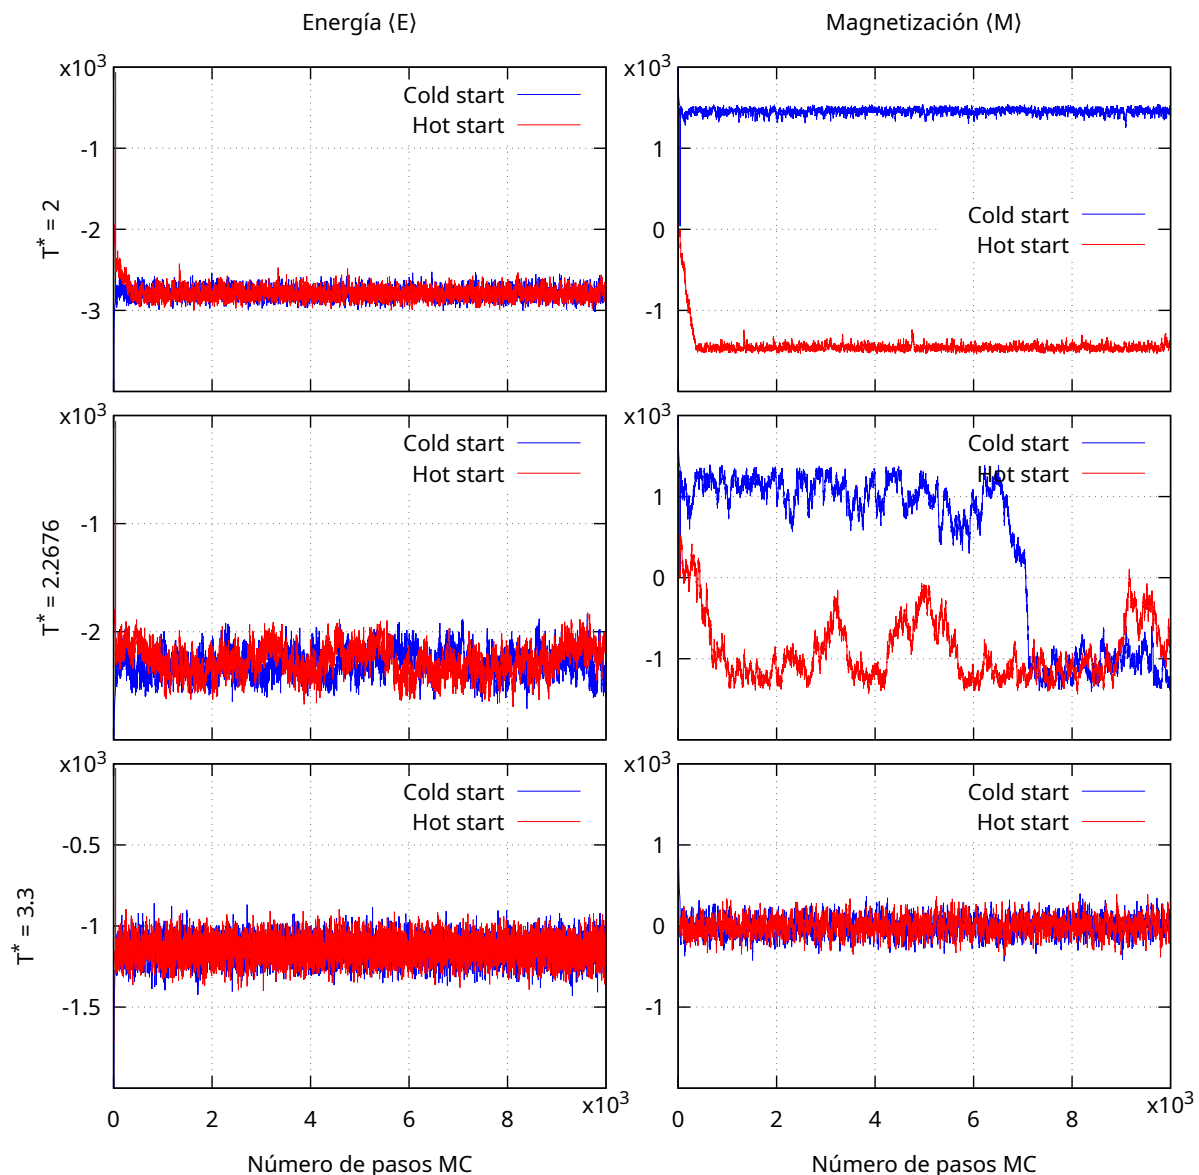 Energía ⟨E⟩
Magnetización ⟨M⟩
x10³
Cold start
Hot start
-1
-2
-3
T* = 2
x10³
1
0
-1
Cold start
Hot start
x10³
Cold start
Hot start
-1
-2
T* = 2.2676
x10³
Cold start
Hot start
1
0
-1
x10³
Cold start
Hot start
-0.5
-1
-1.5
T* = 3.3
0 2 4 6 8 x10³
Número de pasos MC
x10³
Cold start
Hot start
1
0
-1
0 2 4 6 8 x10³
Número de pasos MC